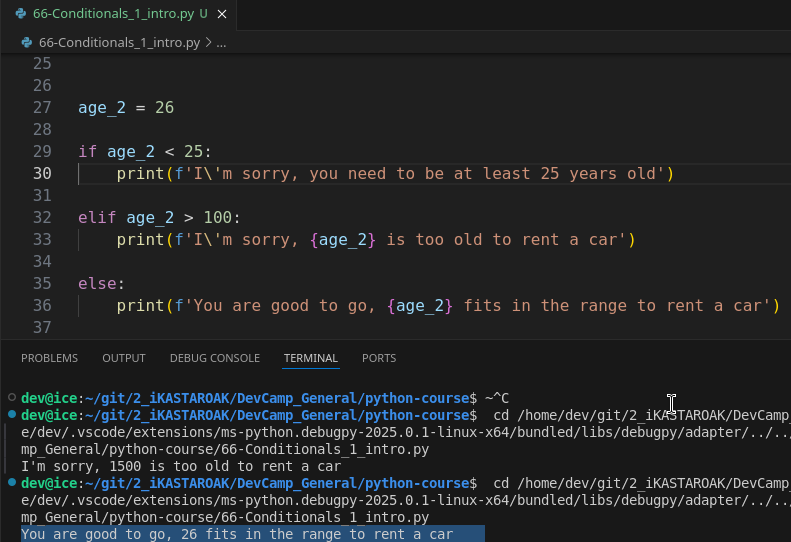 66-Conditionals_1_intro.py U ×
66-Conditionals_1_intro.py > ...
25
26
27 age_2 = 26
28
29 if age_2 < 25:
30 print(f'I\'m sorry, you need to be at least 25 years old')
31
32 elif age_2 > 100:
33 print(f'I\'m sorry, {age_2} is too old to rent a car')
34
35 else:
36 print(f'You are good to go, {age_2} fits in the range to rent a car')
37
PROBLEMS OUTPUT DEBUG CONSOLE TERMINAL PORTS
dev@ice:~/git/2_iKASTAROAK/DevCamp_General/python-course$ ~^C
dev@ice:~/git/2_iKASTAROAK/DevCamp_General/python-course$ cd /home/dev/git/2_iKASTAROAK/DevCamp_
e/dev/.vscode/extensions/ms-python.debugpy-2025.0.1-linux-x64/bundled/libs/debugpy/adapter/../../
mp_General/python-course/66-Conditionals_1_intro.py
I'm sorry, 1500 is too old to rent a car
dev@ice:~/git/2_iKASTAROAK/DevCamp_General/python-course$ cd /home/dev/git/2_iKASTAROAK/DevCamp_
e/dev/.vscode/extensions/ms-python.debugpy-2025.0.1-linux-x64/bundled/libs/debugpy/adapter/../../
mp_General/python-course/66-Conditionals_1_intro.py
You are good to go, 26 fits in the range to rent a car